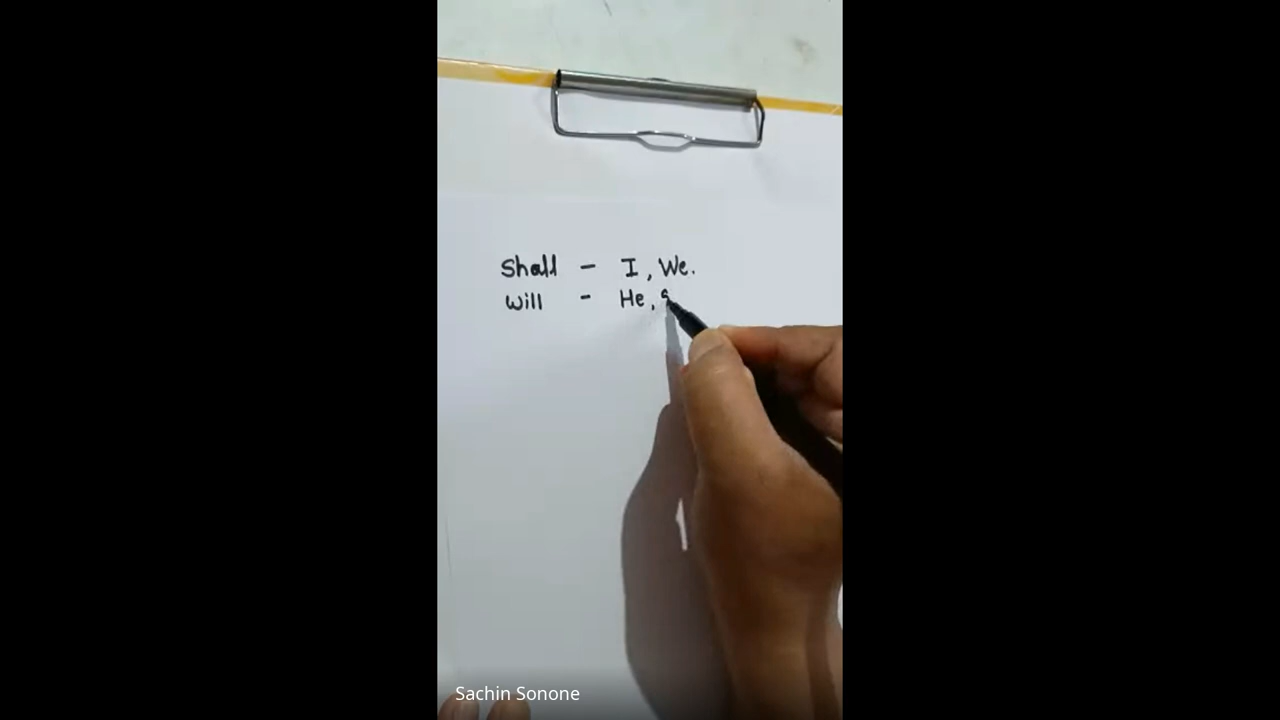 Shall - I, We.
Will - He,
Sachin Sonone